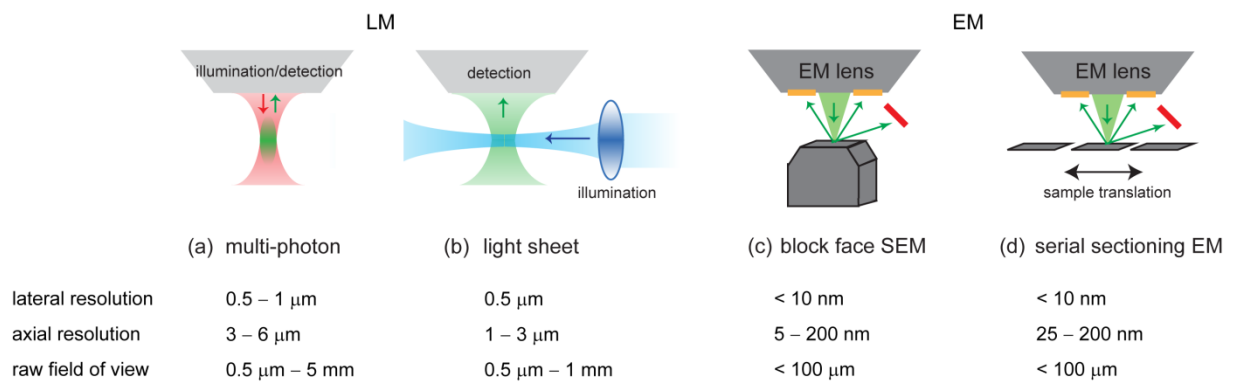 LM EM
illumination/detection
detection
illumination
EM lens
EM lens
sample translation
(a) multi-photon (b) light sheet (c) block face SEM (d) serial sectioning EM
lateral resolution 0.5 – 1 μm 0.5 μm < 10 nm < 10 nm
axial resolution 3 – 6 μm 1 – 3 μm 5 – 200 nm 25 – 200 nm
raw field of view 0.5 μm – 5 mm 0.5 μm – 1 mm < 100 μm < 100 μm